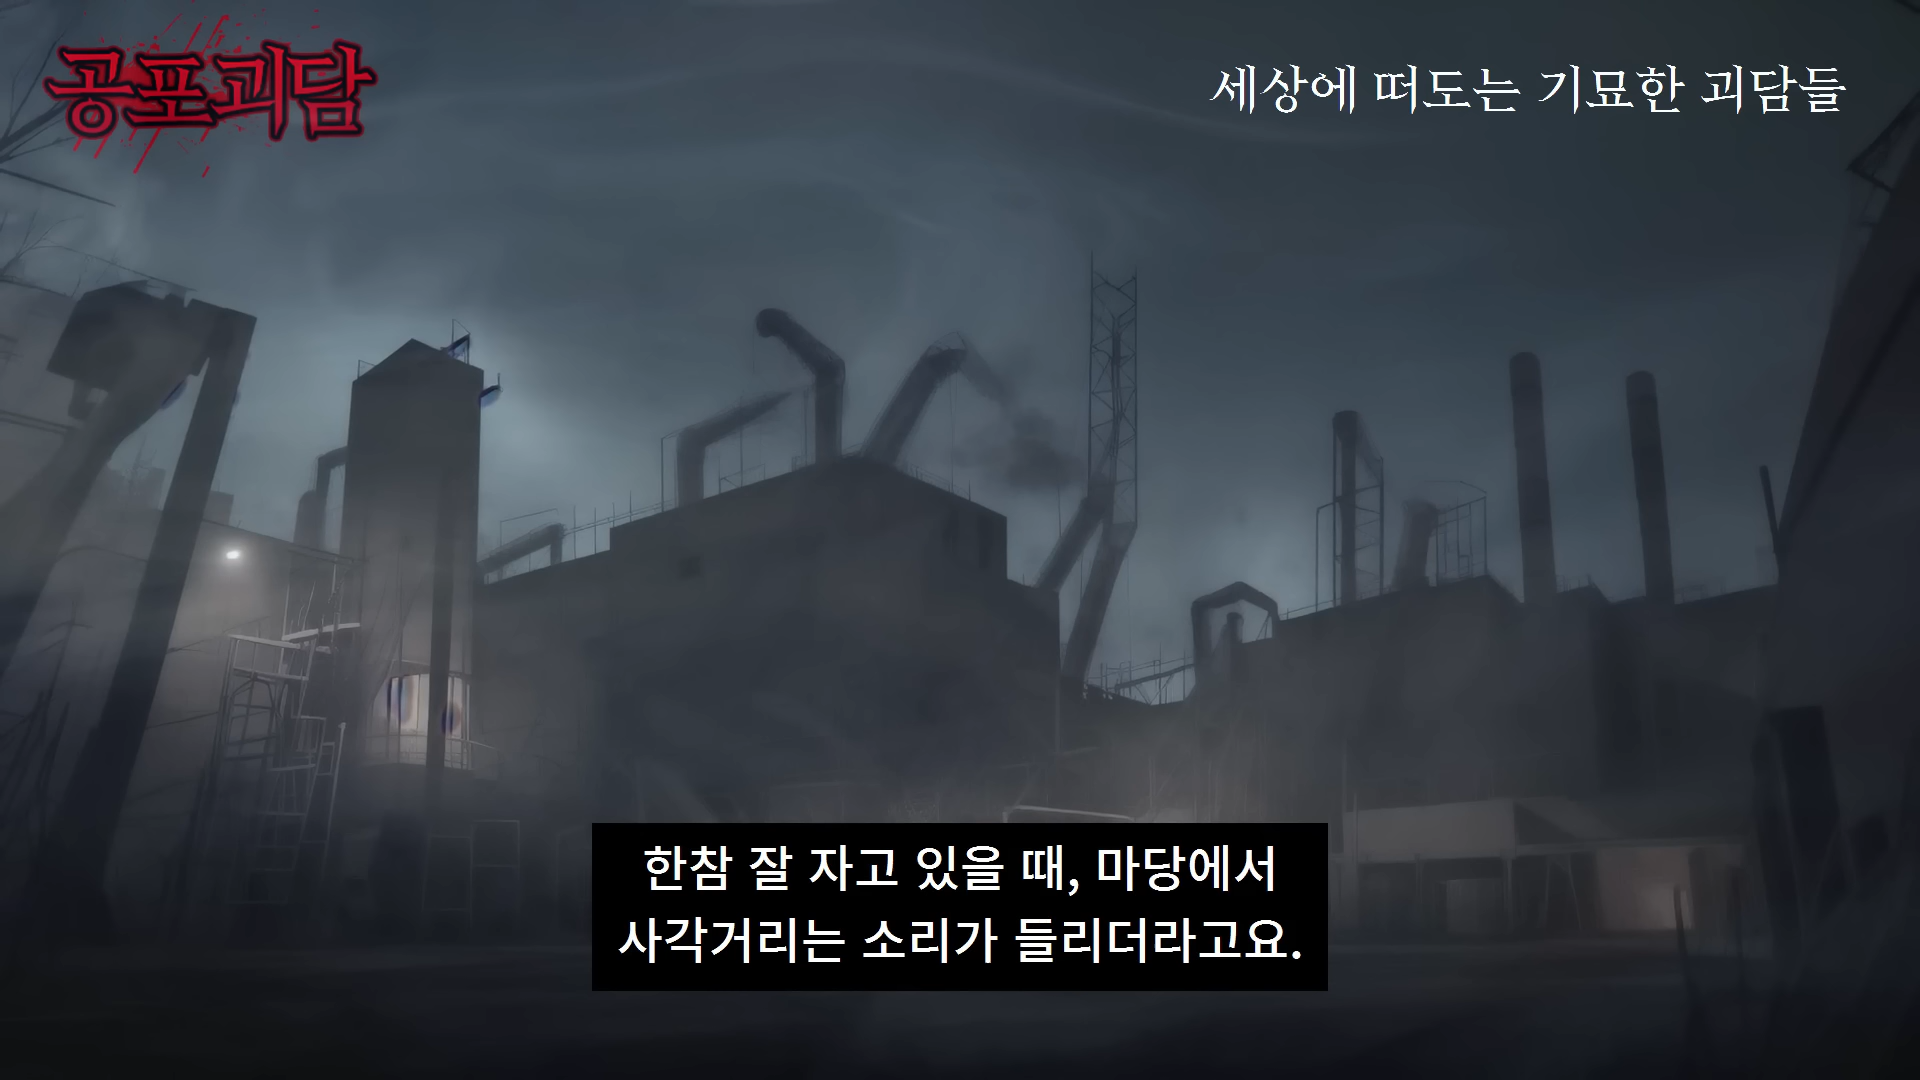 공포괴담
세상에 떠도는 기묘한 괴담들
한참 잘 자고 있을 때, 마당에서
사각거리는 소리가 들리더라고요.